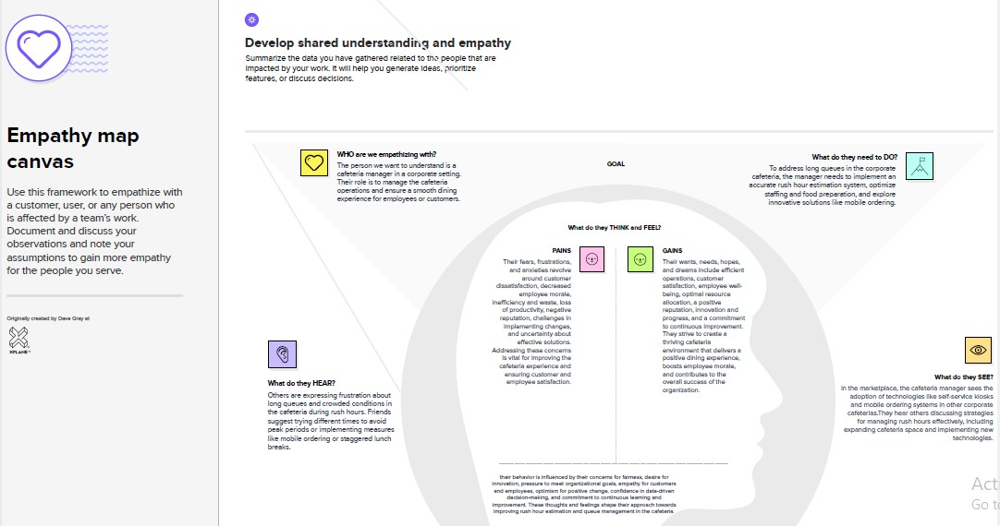 Empathy map
canvas
Use this framework to empathize with
a customer, user, or any person who
is affected by a team's work.
Document and discuss your
observations and note your
assumptions to gain more empathy
for the people you serve.
Originally created by Dave Gray at
XPLANE
Develop shared understanding and empathy
Summarize the data you have gathered related to the people that are
impacted by your work. It will help you generate ideas, prioritize
features, or discuss decisions.
WHO are we empathizing with?
The person we want to understand is a
cafeteria manager in a corporate setting.
Their role is to manage the cafeteria
operations and ensure a smooth dining
experience for employees or customers.
GOAL
What do they need to DO?
To address long queues in the corporate
cafeteria, the manager needs to implement an
accurate rush hour estimation system, optimize
staffing and food preparation, and explore
innovative solutions like mobile ordering.
What do they THINK and FEEL?
PAINS
Their fears, frustrations,
and anxieties revolve
around customer
dissatisfaction, decreased
employee morale,
inefficiency and waste, loss
of productivity, negative
reputation, challenges in
implementing changes,
and uncertainty about
effective solutions.
Addressing these concerns
is vital for improving the
cafeteria experience and
ensuring customer and
employee satisfaction.
GAINS
Their wants, needs, hopes,
and dreams include efficient
operations, customer
satisfaction, employee well-
being, optimal resource
allocation, a positive
reputation, innovation and
progress, and a commitment
to continuous improvement.
They strive to create a
thriving cafeteria
environment that delivers a
positive dining experience,
boosts employee morale,
and contributes to the
overall success of the
organization.
What do they HEAR?
Others are expressing frustration about
long queues and crowded conditions in
the cafeteria during rush hours. Friends
suggest trying different times to avoid
peak periods or implementing measures
like mobile ordering or staggered lunch
breaks.
What do they SEE?
In the marketplace, the cafeteria manager sees the
adoption of technologies like self-service kiosks
and mobile ordering systems in other corporate
cafeterias.They hear others discussing strategies
for managing rush hours effectively, including
expanding cafeteria space and implementing new
technologies.
their behavior is influenced by their concerns for fairness, desire for
innovation, pressure to meet organizational goals, empathy for customers
and employees, optimism for positive change, confidence in data-driven
decision-making, and commitment to continuous learning and
improvement. These thoughts and feelings shape their approach towards
improving rush hour estimation and queue management in the cafeteria.
Acti
Go to